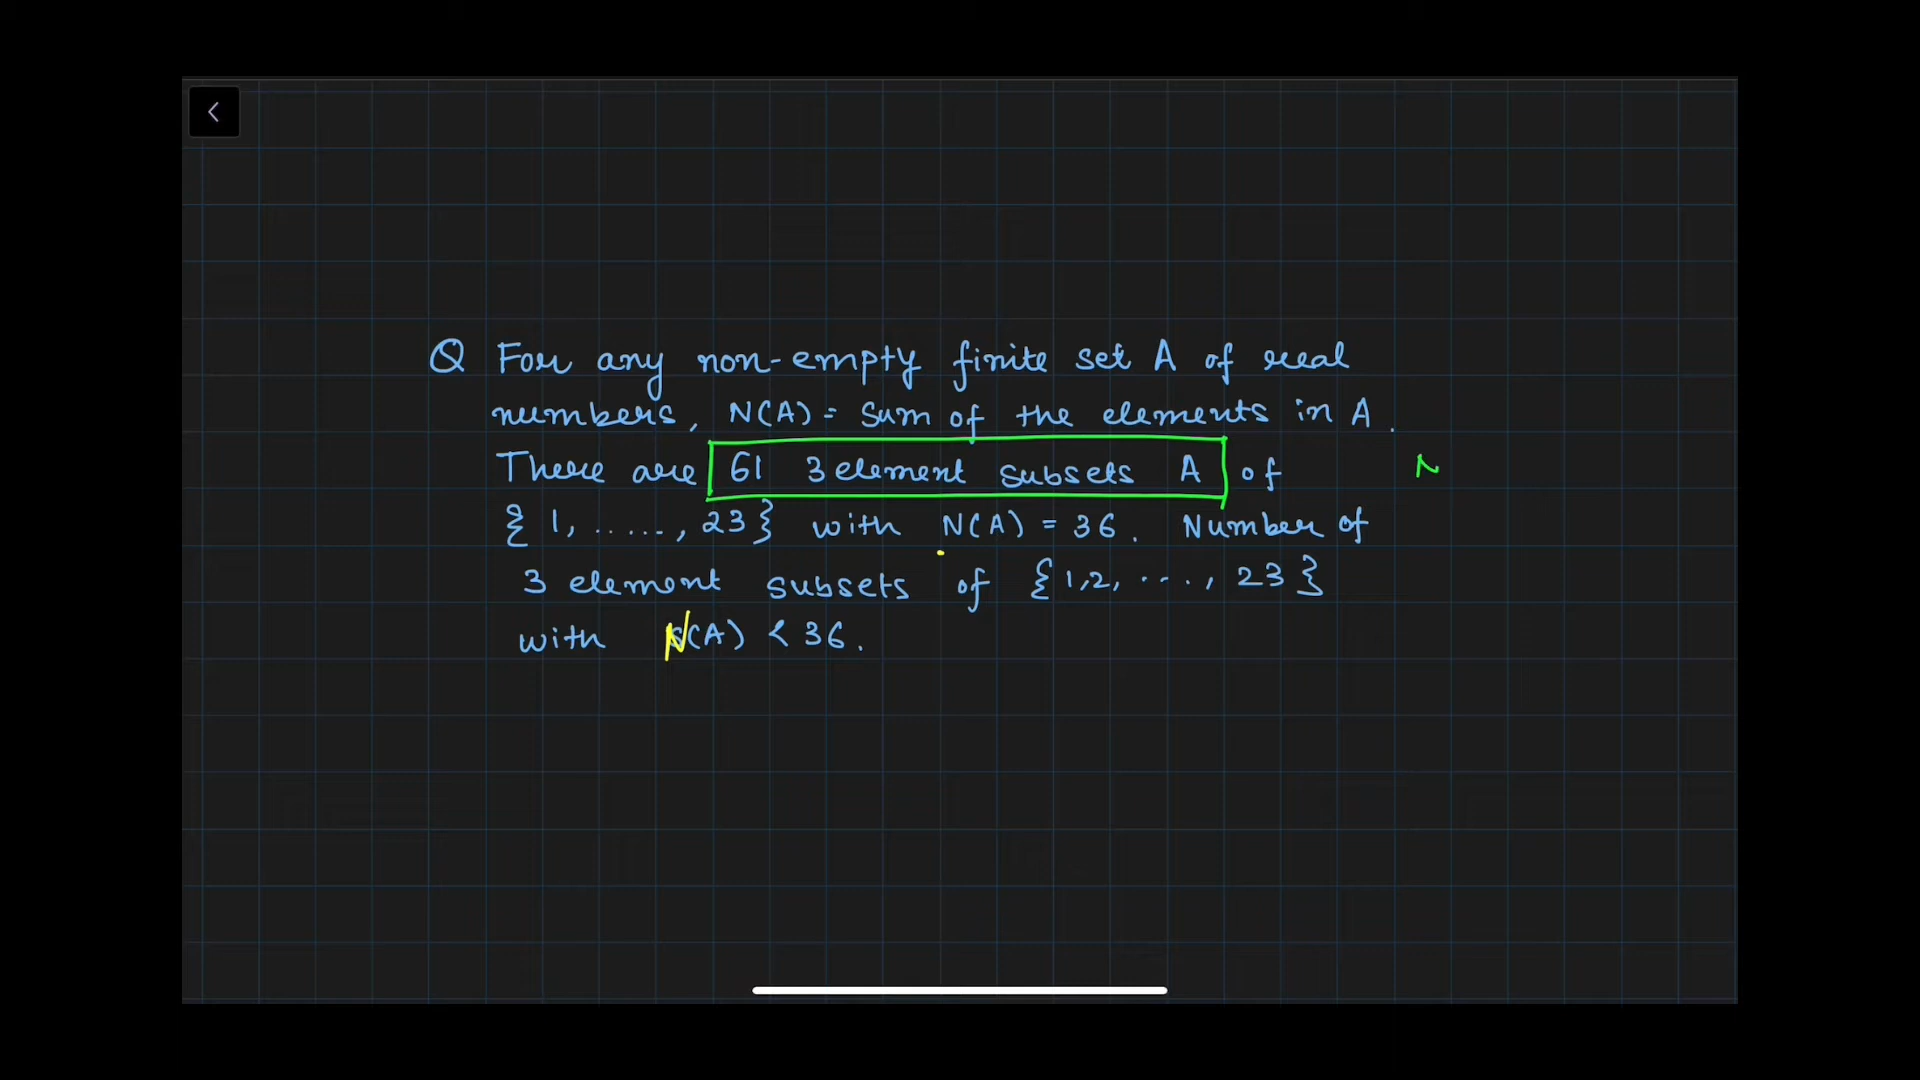 Q For any non-empty finite set A of real
numbers, N(A) = Sum of the elements in A.
There are 61 3 element subsets A of N
{ 1, ....., 23 } with N(A) = 36. Number of
3 element subsets of { 1,2, ...., 23 }
with N(A) < 36.